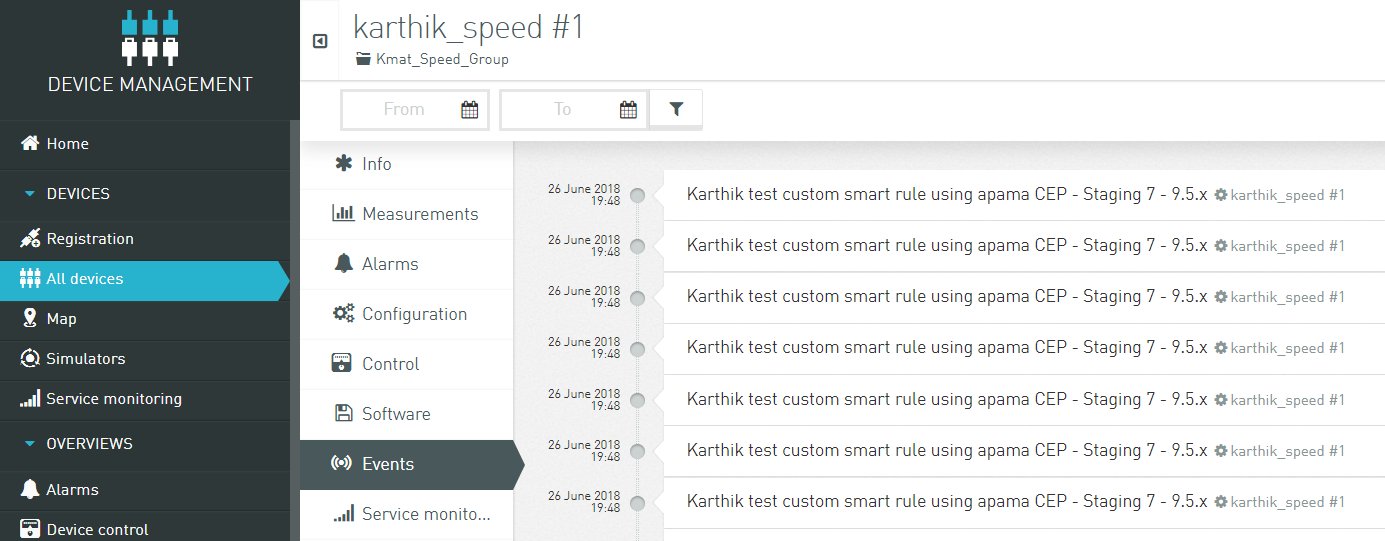 DEVICE MANAGEMENT
Home
DEVICES
Registration
All devices
Map
Simulators
Service monitoring
OVERVIEWS
Alarms
Device control
karthik_speed #1
Kmat_Speed_Group
From
To
Info
Measurements
Alarms
Configuration
Control
Software
Events
Service monito...
26 June 2018
19:48
Karthik test custom smart rule using apama CEP - Staging 7 - 9.5.x karthik_speed #1
26 June 2018
19:48
Karthik test custom smart rule using apama CEP - Staging 7 - 9.5.x karthik_speed #1
26 June 2018
19:48
Karthik test custom smart rule using apama CEP - Staging 7 - 9.5.x karthik_speed #1
26 June 2018
19:48
Karthik test custom smart rule using apama CEP - Staging 7 - 9.5.x karthik_speed #1
26 June 2018
19:48
Karthik test custom smart rule using apama CEP - Staging 7 - 9.5.x karthik_speed #1
26 June 2018
19:48
Karthik test custom smart rule using apama CEP - Staging 7 - 9.5.x karthik_speed #1
26 June 2018
19:48
Karthik test custom smart rule using apama CEP - Staging 7 - 9.5.x karthik_speed #1